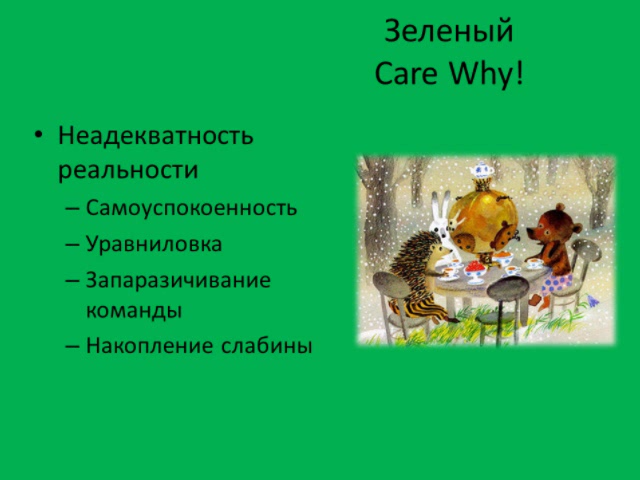 Зеленый
Care Why!
• Неадекватность
реальности
– Самоуспокоенность
– Уравниловка
– Запаразичивание
команды
– Накопление слабины